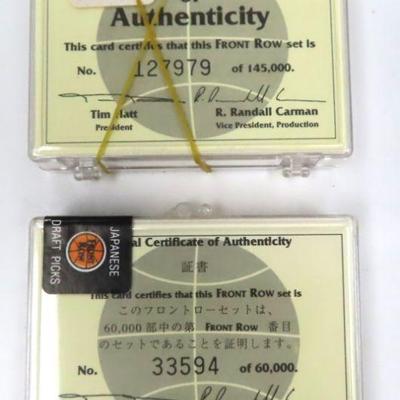 Authenticity
This card certifies that this FRONT ROW set is
No. 127979 of 145,000.
Tim Flatt
President
R. Randall Carman
Vice President, Production
JAPANESE
FRONT ROW
DRAFT PICKS
al Certificate of Authenticity
証書
This card certifies that this FRONT ROW set is
このフロントローセットは、
60,000 部中の第 FRONT ROW 番目
のセットであることを証明します。
No. 33594 of 60,000.